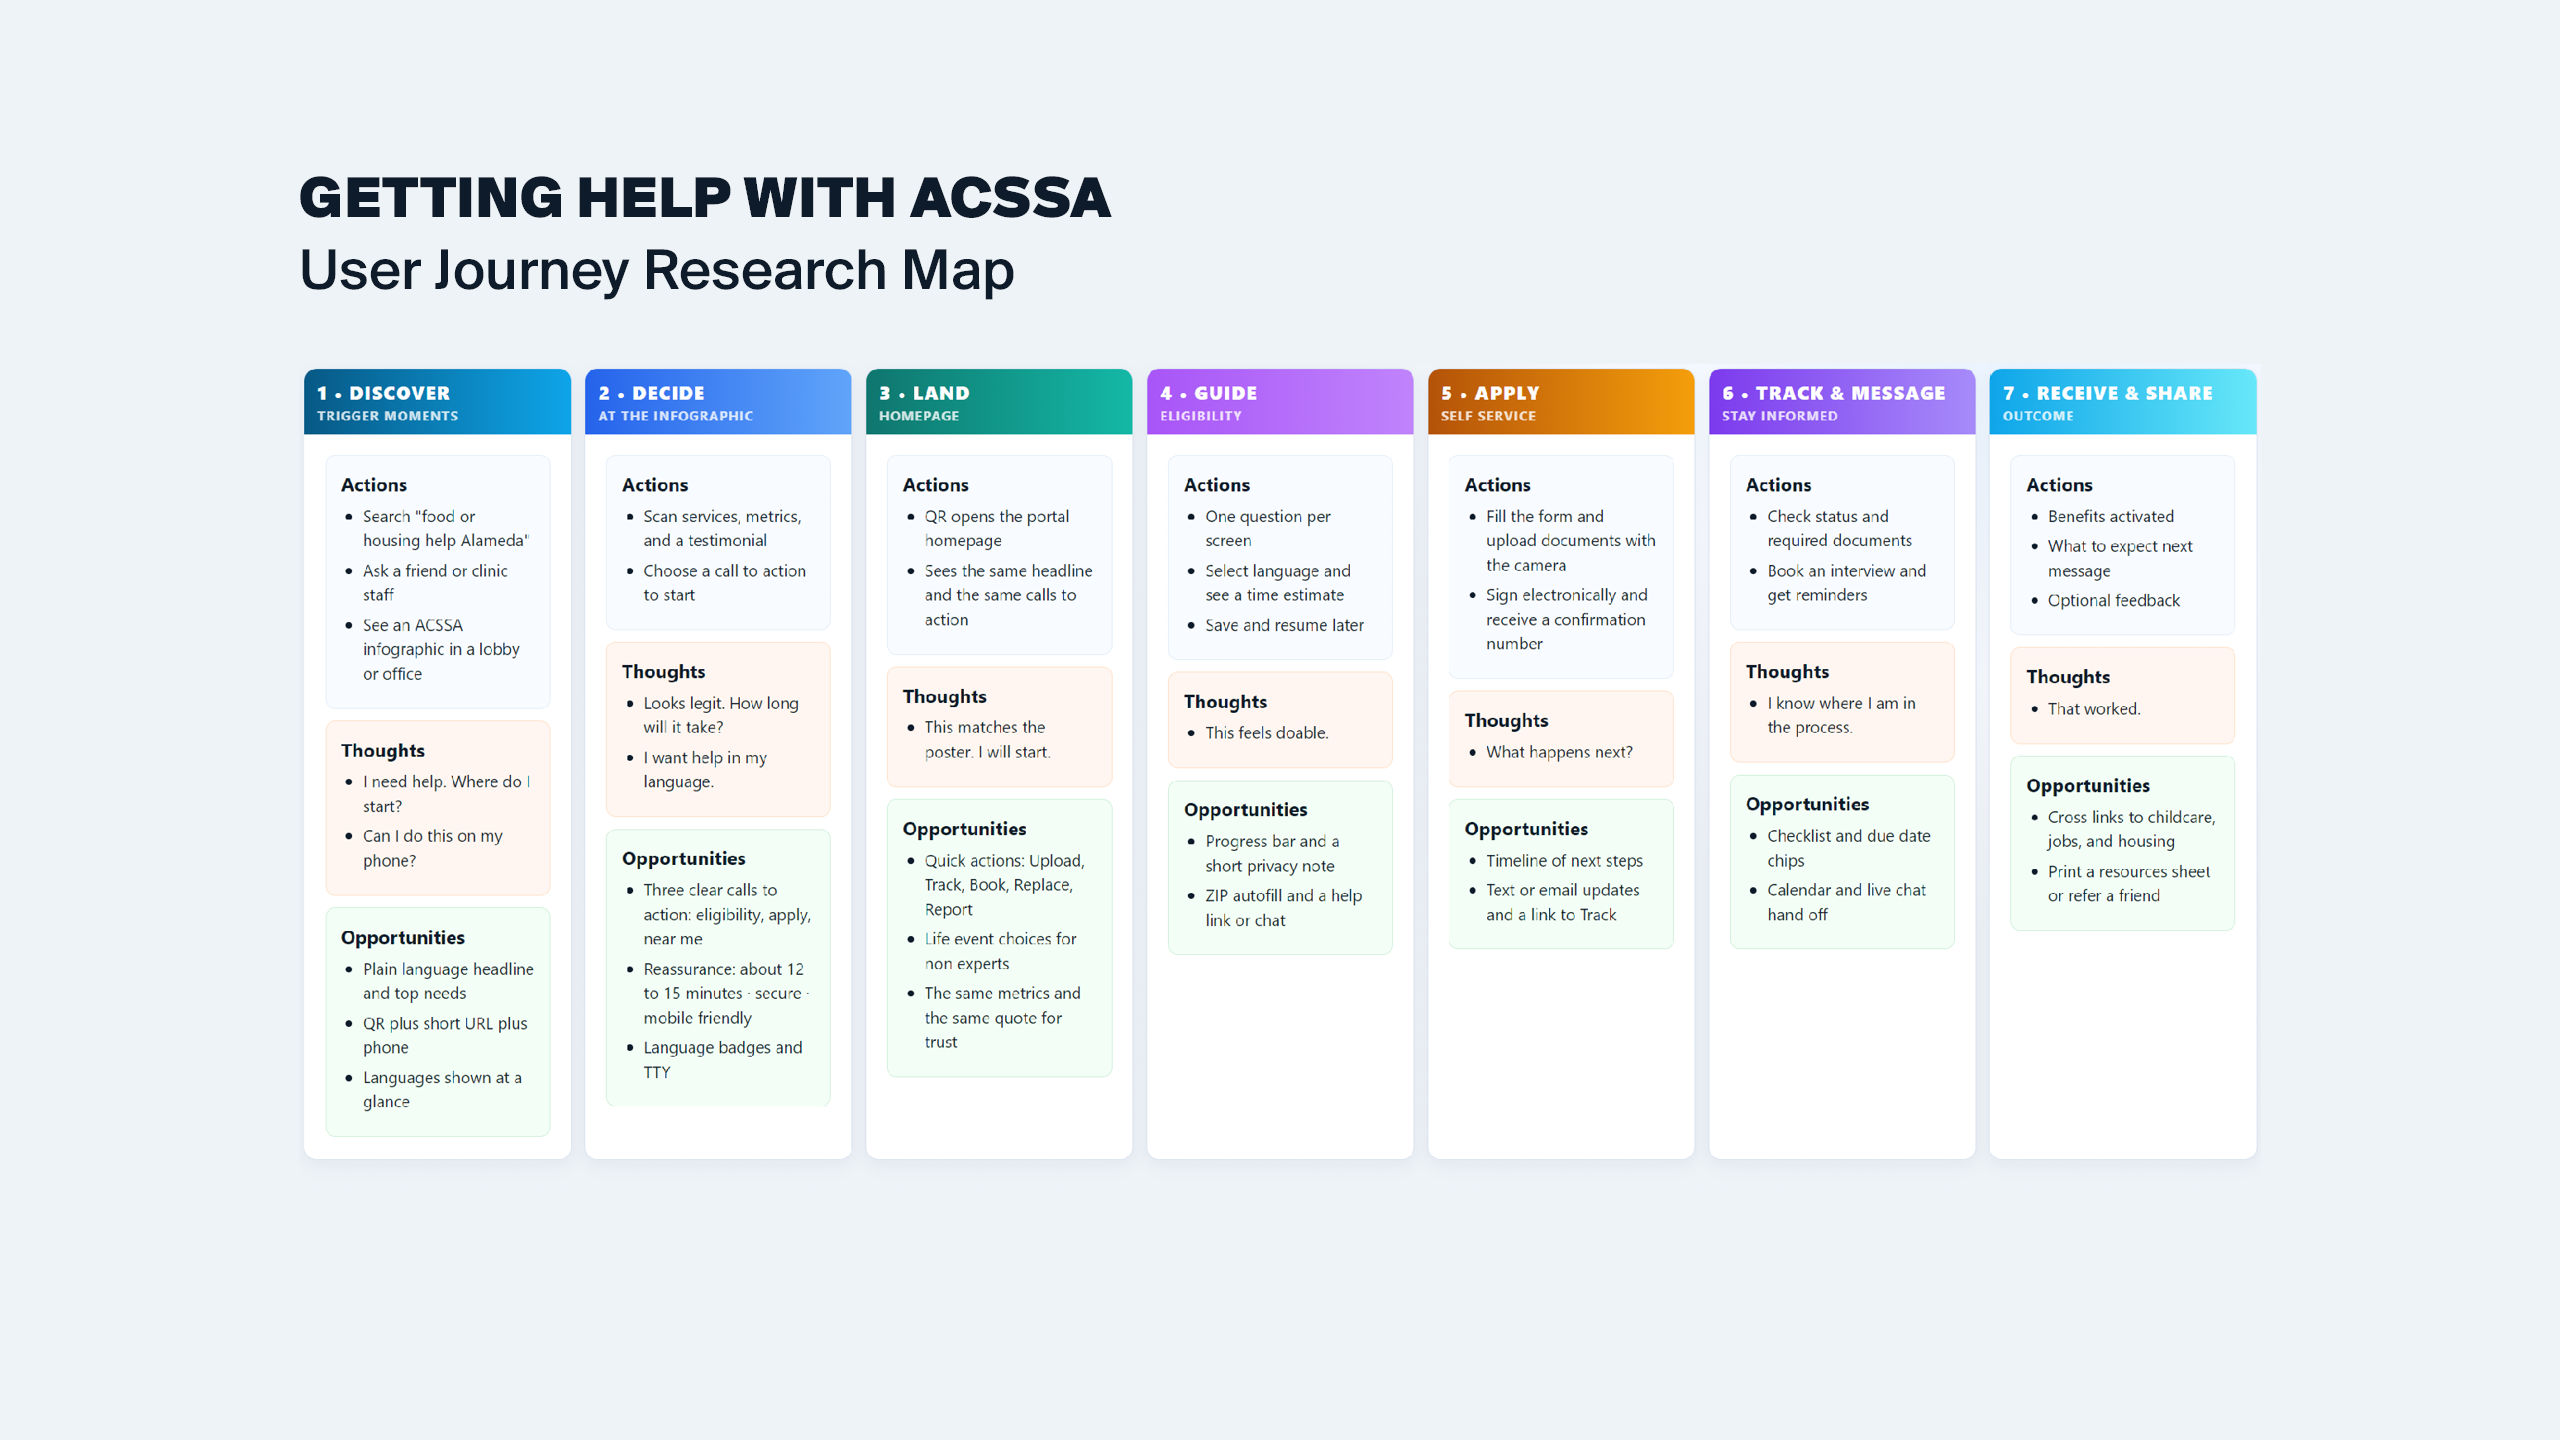 GETTING HELP WITH ACSSA
User Journey Research Map
1 • DISCOVER
TRIGGER MOMENTS
Actions
• Search "food or
housing help Alameda"
• Ask a friend or clinic
staff
• See an ACSSA
infographic in a lobby
or office
Thoughts
• I need help. Where do I
start?
• Can I do this on my
phone?
Opportunities
• Plain language headline
and top needs
• QR plus short URL plus
phone
• Languages shown at a
glance
2 • DECIDE
AT THE INFOGRAPHIC
Actions
• Scan services, metrics,
and a testimonial
• Choose a call to action
to start
Thoughts
• Looks legit. How long
will it take?
• I want help in my
language.
Opportunities
• Three clear calls to
action: eligibility, apply,
near me
• Reassurance: about 12
to 15 minutes · secure ·
mobile friendly
• Language badges and
TTY
3 • LAND
HOMEPAGE
Actions
• QR opens the portal
homepage
• Sees the same headline
and the same calls to
action
Thoughts
• This matches the
poster. I will start.
Opportunities
• Quick actions: Upload,
Track, Book, Replace,
Report
• Life event choices for
non experts
• The same metrics and
the same quote for
trust
4 • GUIDE
ELIGIBILITY
Actions
• One question per
screen
• Select language and
see a time estimate
• Save and resume later
Thoughts
• This feels doable.
Opportunities
• Progress bar and a
short privacy note
• ZIP autofill and a help
link or chat
5 • APPLY
SELF SERVICE
Actions
• Fill the form and
upload documents with
the camera
• Sign electronically and
receive a confirmation
number
Thoughts
• What happens next?
Opportunities
• Timeline of next steps
• Text or email updates
and a link to Track
6 • TRACK & MESSAGE
STAY INFORMED
Actions
• Check status and
required documents
• Book an interview and
get reminders
Thoughts
• I know where I am in
the process.
Opportunities
• Checklist and due date
chips
• Calendar and live chat
hand off
7 • RECEIVE & SHARE
OUTCOME
Actions
• Benefits activated
• What to expect next
message
• Optional feedback
Thoughts
• That worked.
Opportunities
• Cross links to childcare,
jobs, and housing
• Print a resources sheet
or refer a friend